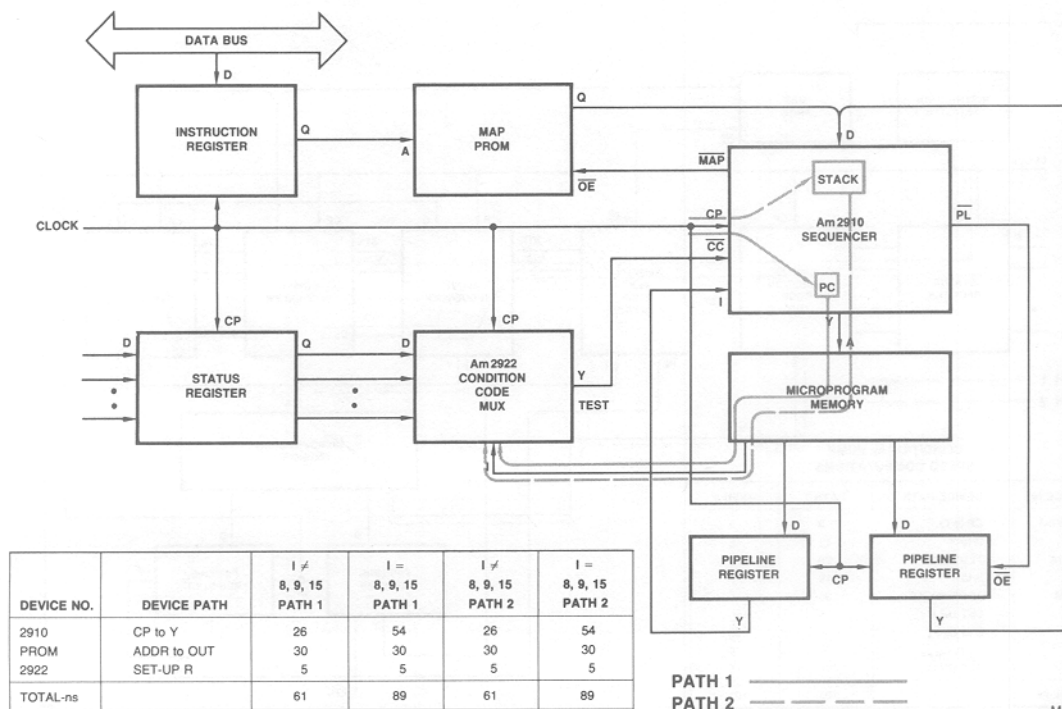 DATA BUS
D
INSTRUCTION
REGISTER
Q
A
MAP
PROM
Q
OE
MAP
D
STACK
CP
Am2910
SEQUENCER
PL
CC
I
PC
Y
CLOCK
CP
D
STATUS
REGISTER
Q
D
CP
Am2922
CONDITION
CODE
MUX
Y
TEST
A
MICROPROGRAM
MEMORY
D
D
PIPELINE
REGISTER
CP
PIPELINE
REGISTER
OE
Y
Y
DEVICE NO. DEVICE PATH I ≠ 8, 9, 15 PATH 1 I = 8, 9, 15 PATH 1 I ≠ 8, 9, 15 PATH 2 I = 8, 9, 15 PATH 2
2910 CP to Y 26 54 26 54
PROM ADDR to OUT 30 30 30 30
2922 SET-UP R 5 5 5 5
TOTAL-ns 61 89 61 89
PATH 1
PATH 2